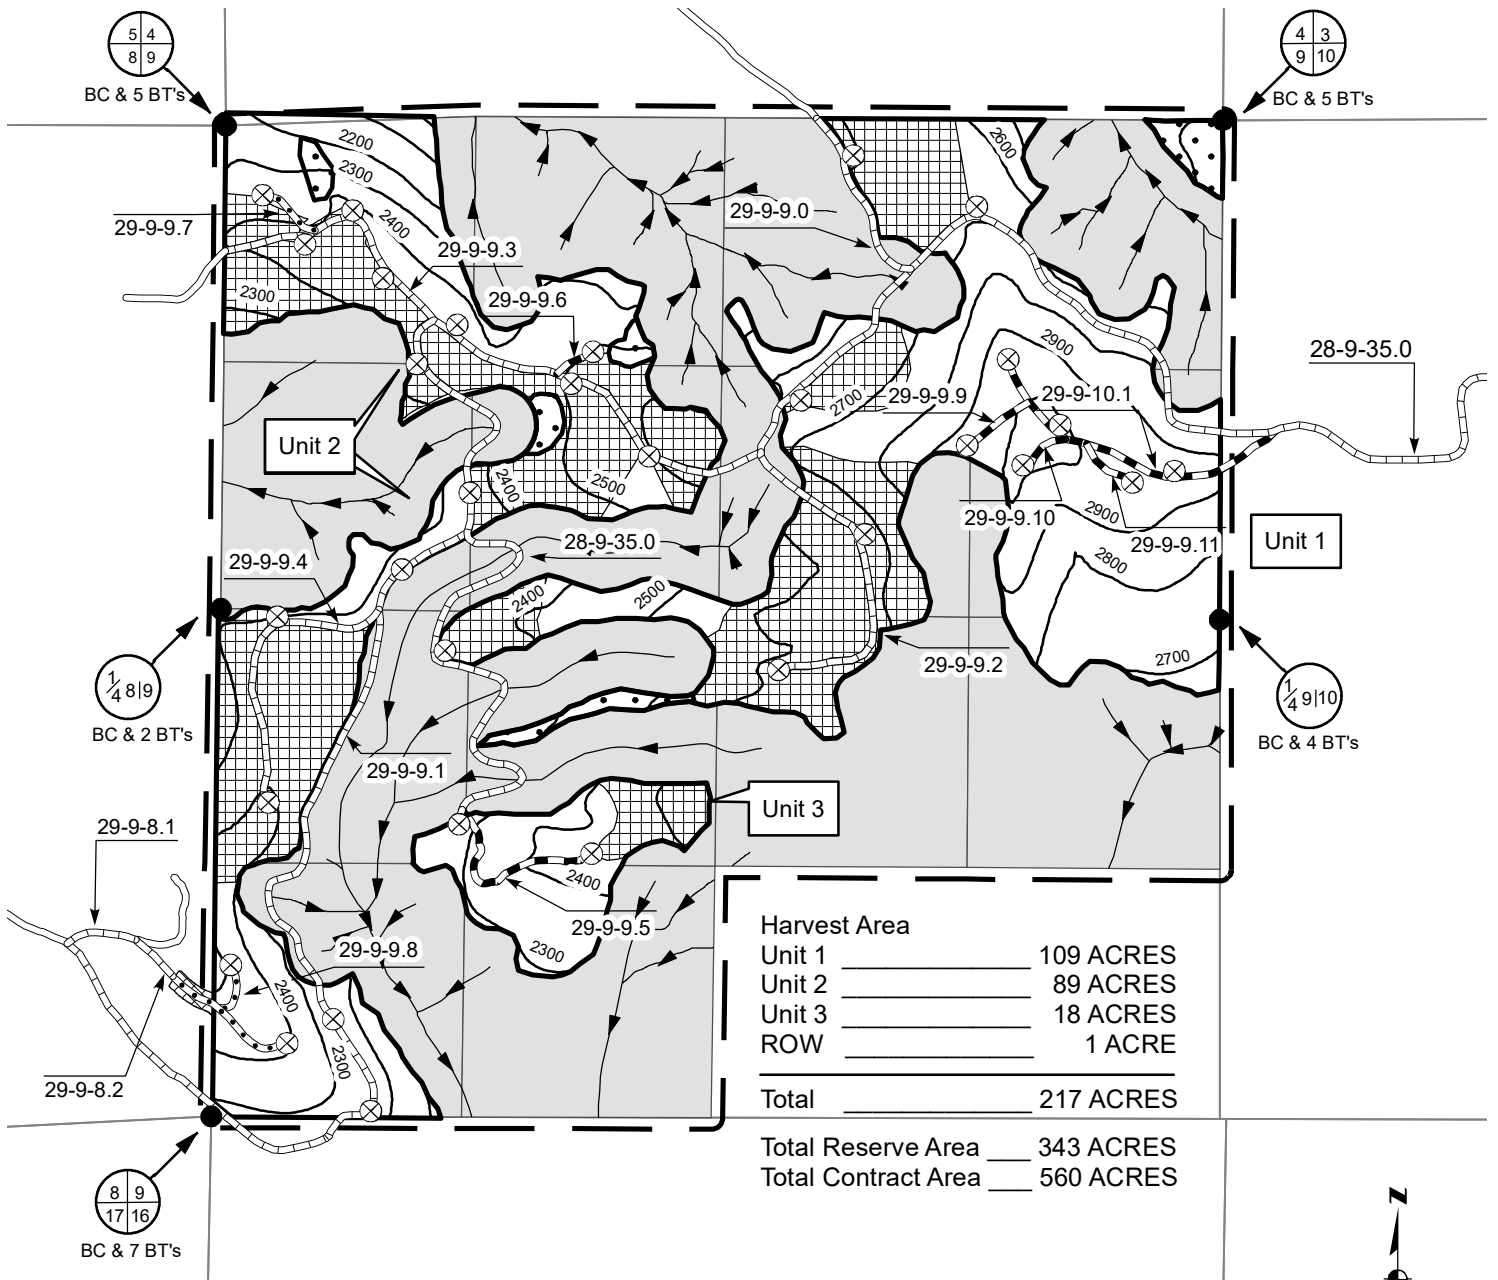 5 4
8 9
BC & 5 BT's
4 3
9 10
BC & 5 BT's
2200
2300
2400
2600
29-9-9.7
29-9-9.0
29-9-9.3
29-9-9.6
2300
2900
28-9-35.0
2700
29-9-9.9
29-9-10.1
Unit 2
2400
2500
29-9-9.10
2900
29-9-9.11
Unit 1
28-9-35.0
29-9-9.4
2400
2500
2800
29-9-9.2
2700
1/4 8|9
BC & 2 BT's
1/4 9|10
BC & 4 BT's
29-9-9.1
Unit 3
29-9-8.1
2400
29-9-9.5
29-9-9.8
2300
2400
2300
29-9-8.2
Harvest Area
Unit 1 ______________ 109 ACRES
Unit 2 ______________ 89 ACRES
Unit 3 ______________ 18 ACRES
ROW ______________ 1 ACRE
Total ______________ 217 ACRES
Total Reserve Area ___ 343 ACRES
Total Contract Area ___ 560 ACRES
8 9
17 16
BC & 7 BT's
N